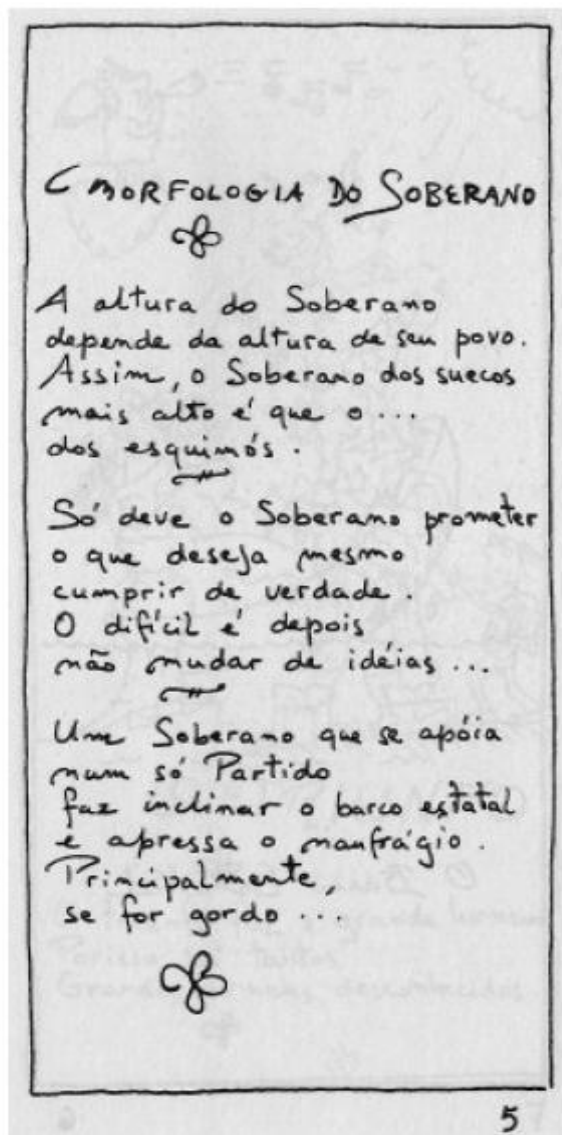 MORFOLOGIA DO SOBERANO
A altura do Soberano
depende da altura de seu povo.
Assim, o Soberano dos suecos
mais alto é que o ...
dos esquimós.
Só deve o Soberano prometer
o que deseja mesmo
cumprir de verdade.
O difícil é depois
não mudar de idéias ...
Um Soberano que se apóia
num só Partido
faz inclinar o barco estatal
e apressa o naufrágio.
Principalmente,
se for gordo ...
5